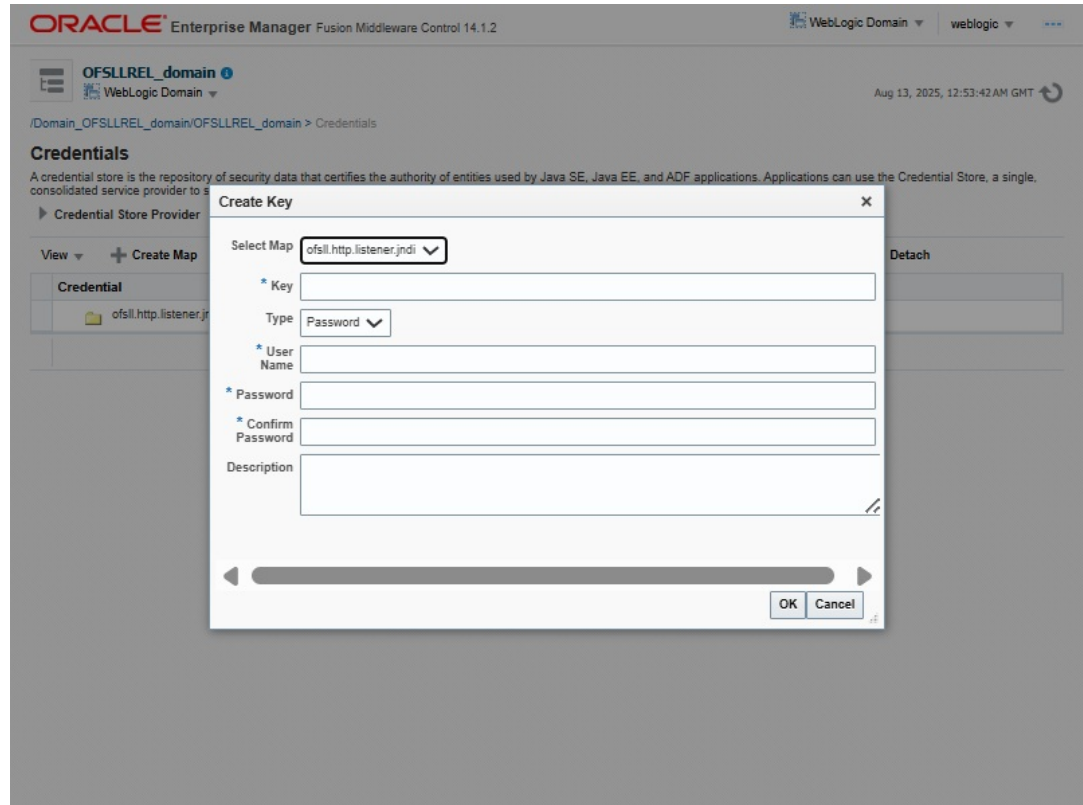 ORACLE Enterprise Manager Fusion Middleware Control 14.1.2
WebLogic Domain weblogic
OFSLLREL_domain
WebLogic Domain
Aug 13, 2025, 12:53:42 AM GMT
/Domain_OFSLLREL_domain/OFSLLREL_domain > Credentials
Credentials
A credential store is the repository of security data that certifies the authority of entities used by Java SE, Java EE, and ADF applications. Applications can use the Credential Store, a single,
consolidated service provider to s
Create Key
Credential Store Provider
Select Map ofsll.http.listener.jndi
View Create Map Detach
* Key
Credential
ofsll.http.listener.jr
Type Password
* User
Name
* Password
* Confirm
Password
Description
OK Cancel